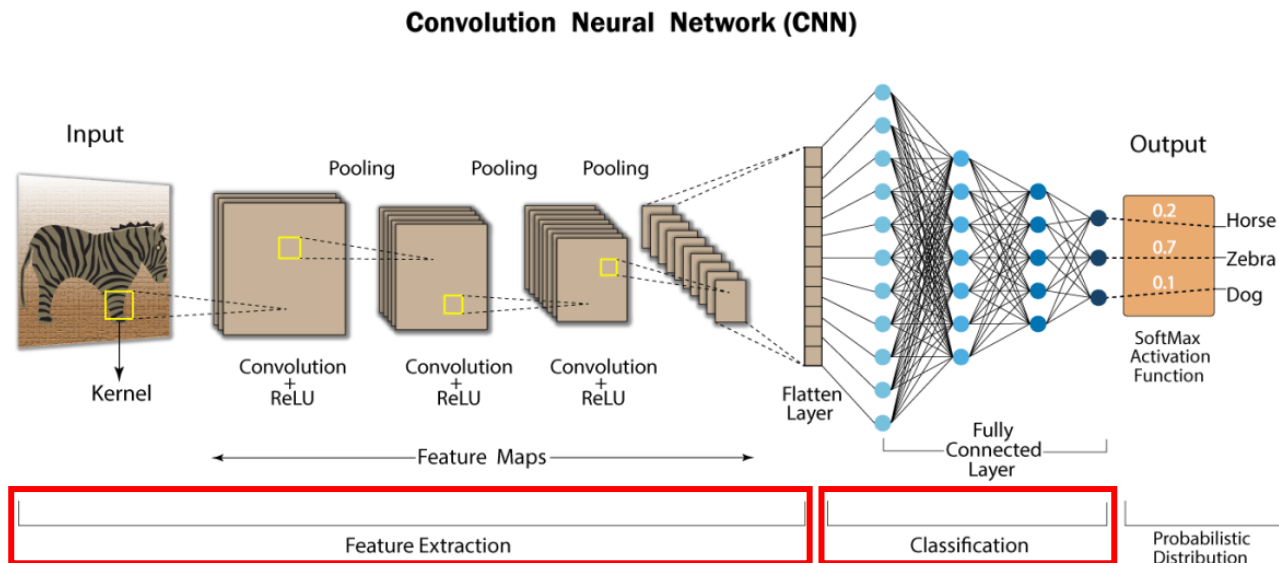 Convolution Neural Network (CNN)
Input
Kernel
Pooling
Pooling
Pooling
Convolution
+
ReLU
Convolution
+
ReLU
Convolution
+
ReLU
Feature Maps
Flatten
Layer
Fully
Connected
Layer
Output
0.2
Horse
0.7
Zebra
0.1
Dog
SoftMax
Activation
Function
Feature Extraction
Classification
Probabilistic
Distribution